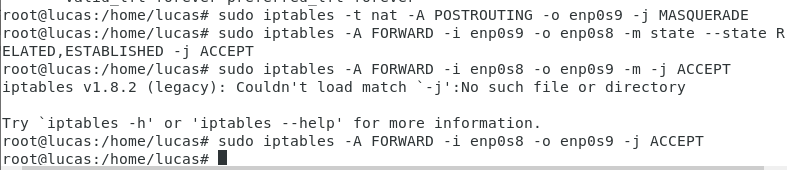 root@lucas:/home/lucas# sudo iptables -t nat -A POSTROUTING -o enp0s9 -j MASQUERADE
root@lucas:/home/lucas# sudo iptables -A FORWARD -i enp0s9 -o enp0s8 -m state --state R
ELATED,ESTABLISHED -j ACCEPT
root@lucas:/home/lucas# sudo iptables -A FORWARD -i enp0s8 -o enp0s9 -m -j ACCEPT
iptables v1.8.2 (legacy): Couldn't load match `-j':No such file or directory

Try `iptables -h' or 'iptables --help' for more information.
root@lucas:/home/lucas# sudo iptables -A FORWARD -i enp0s8 -o enp0s9 -j ACCEPT
root@lucas:/home/lucas#